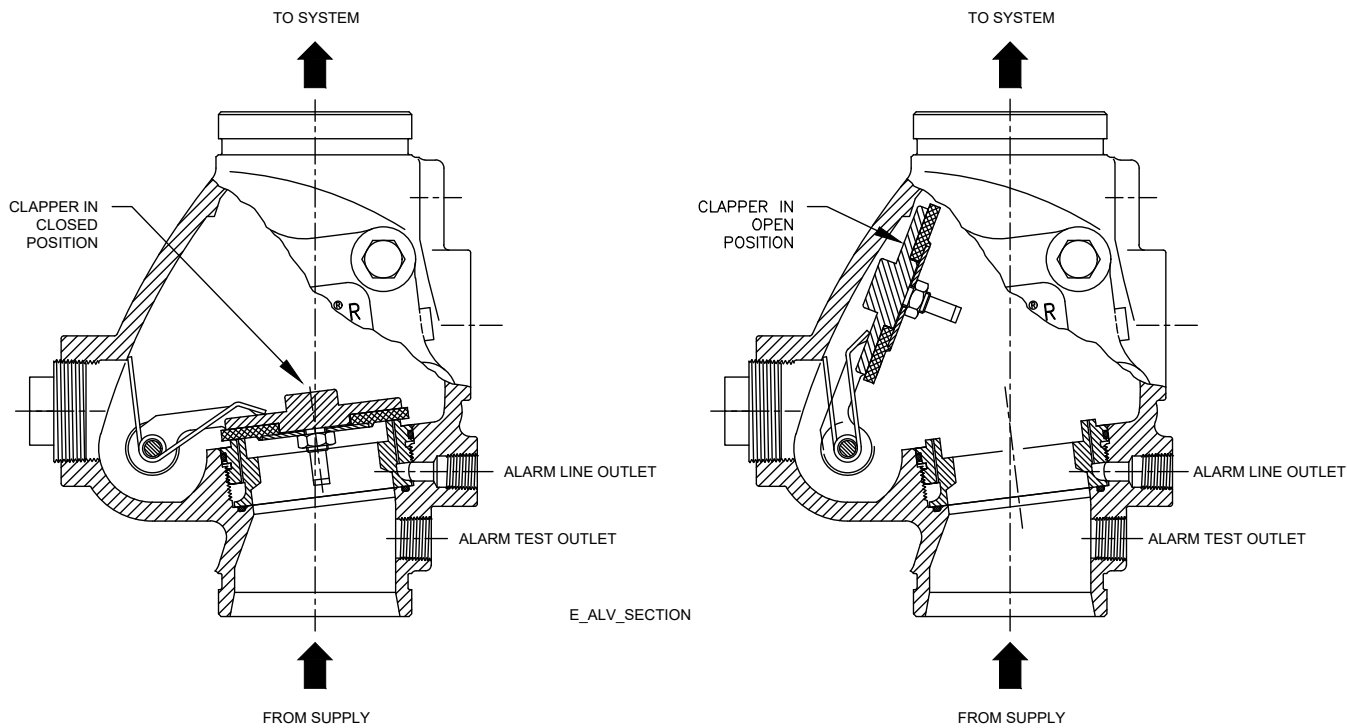 TO SYSTEM
CLAPPER IN
CLOSED
POSITION
® R
ALARM LINE OUTLET
ALARM TEST OUTLET
FROM SUPPLY
E_ALV_SECTION
TO SYSTEM
CLAPPER IN
OPEN
POSITION
® R
ALARM LINE OUTLET
ALARM TEST OUTLET
FROM SUPPLY